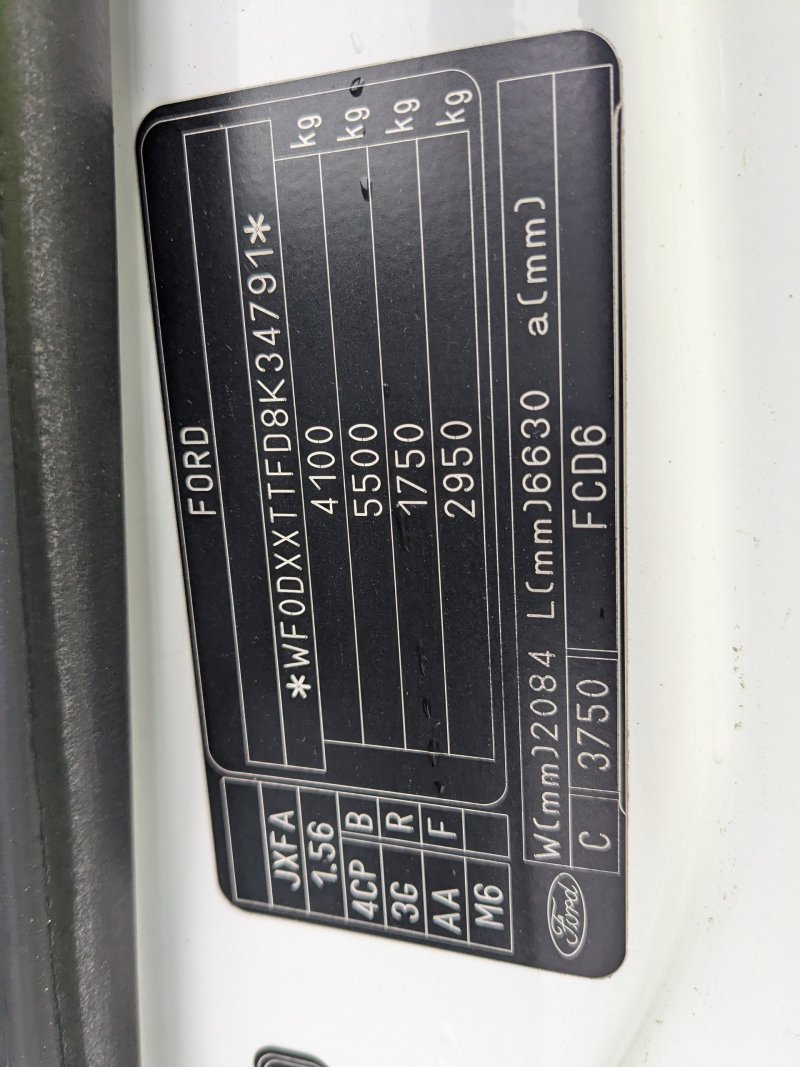 FORD
*WF0DXXTTFD8K34791*
4100 kg
5500 kg
1750 kg
2950 kg
JXFA
1.56
4CP B
3G R
AA F
M6
W(mm)2084 L(mm)6630 a(mm)
C 3750 FCD6
Ford